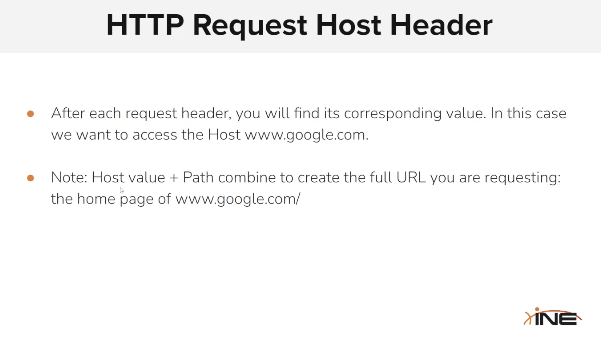 HTTP Request Host Header
After each request header, you will find its corresponding value. In this case
we want to access the Host www.google.com.
Note: Host value + Path combine to create the full URL you are requesting:
the home page of www.google.com/
INE